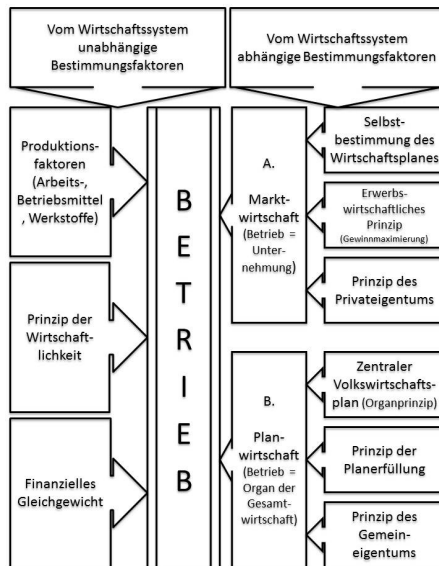 Vom Wirtschaftssystem
unabhängige
Bestimmungsfaktoren
Vom Wirtschaftssystem
abhängige Bestimmungsfaktoren
Produktions-
faktoren
(Arbeits-,
Betriebsmittel
, Werkstoffe)
Prinzip der
Wirtschaft-
lichkeit
Finanzielles
Gleichgewicht
B
E
T
R
I
E
B
A.
Markt-
wirtschaft
(Betrieb =
Unter-
nehmung)
B.
Plan-
wirtschaft
(Betrieb =
Organ der
Gesamt-
wirtschaft)
Selbst-
bestimmung des
Wirtschaftsplanes
Erwerbs-
wirtschaftliches
Prinzip
(Gewinnmaximierung)
Prinzip des
Privateigentums
Zentraler
Volkswirtschafts-
plan (Organprinzip)
Prinzip der
Planerfüllung
Prinzip des
Gemein-
eigentums